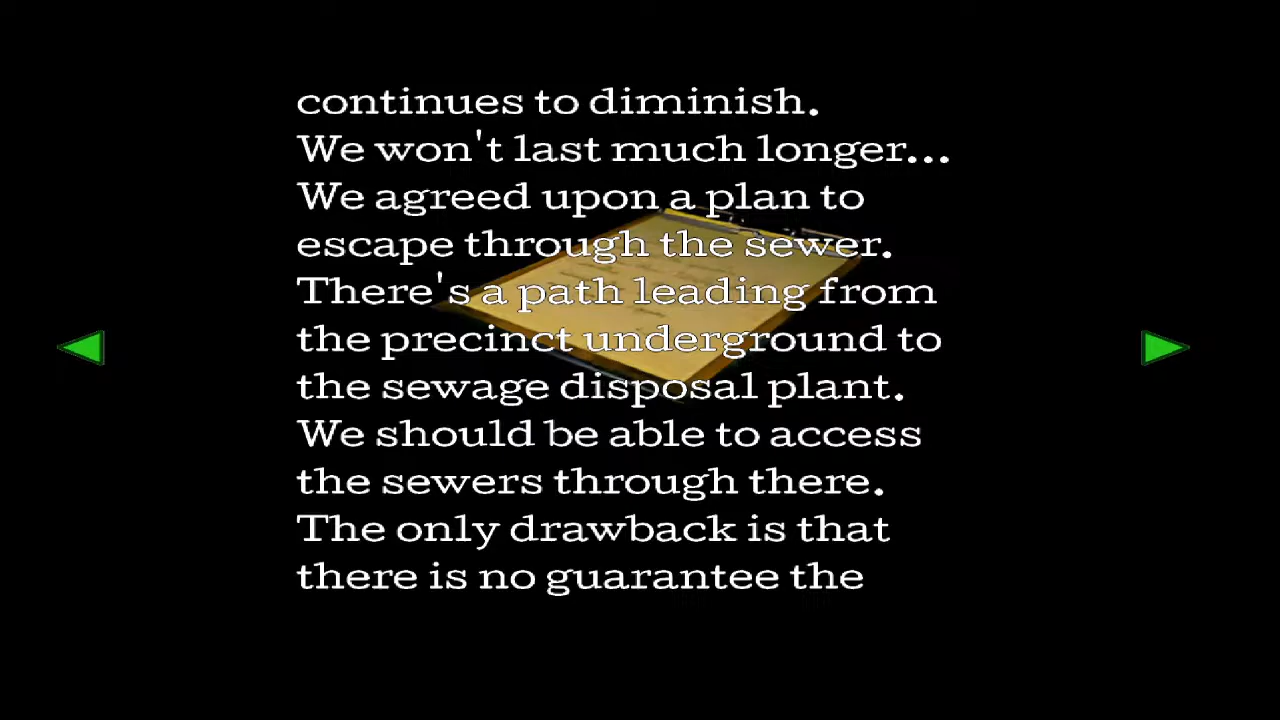 continues to diminish.
We won't last much longer...
We agreed upon a plan to
escape through the sewer.
There's a path leading from
the precinct underground to
the sewage disposal plant.
We should be able to access
the sewers through there.
The only drawback is that
there is no guarantee the